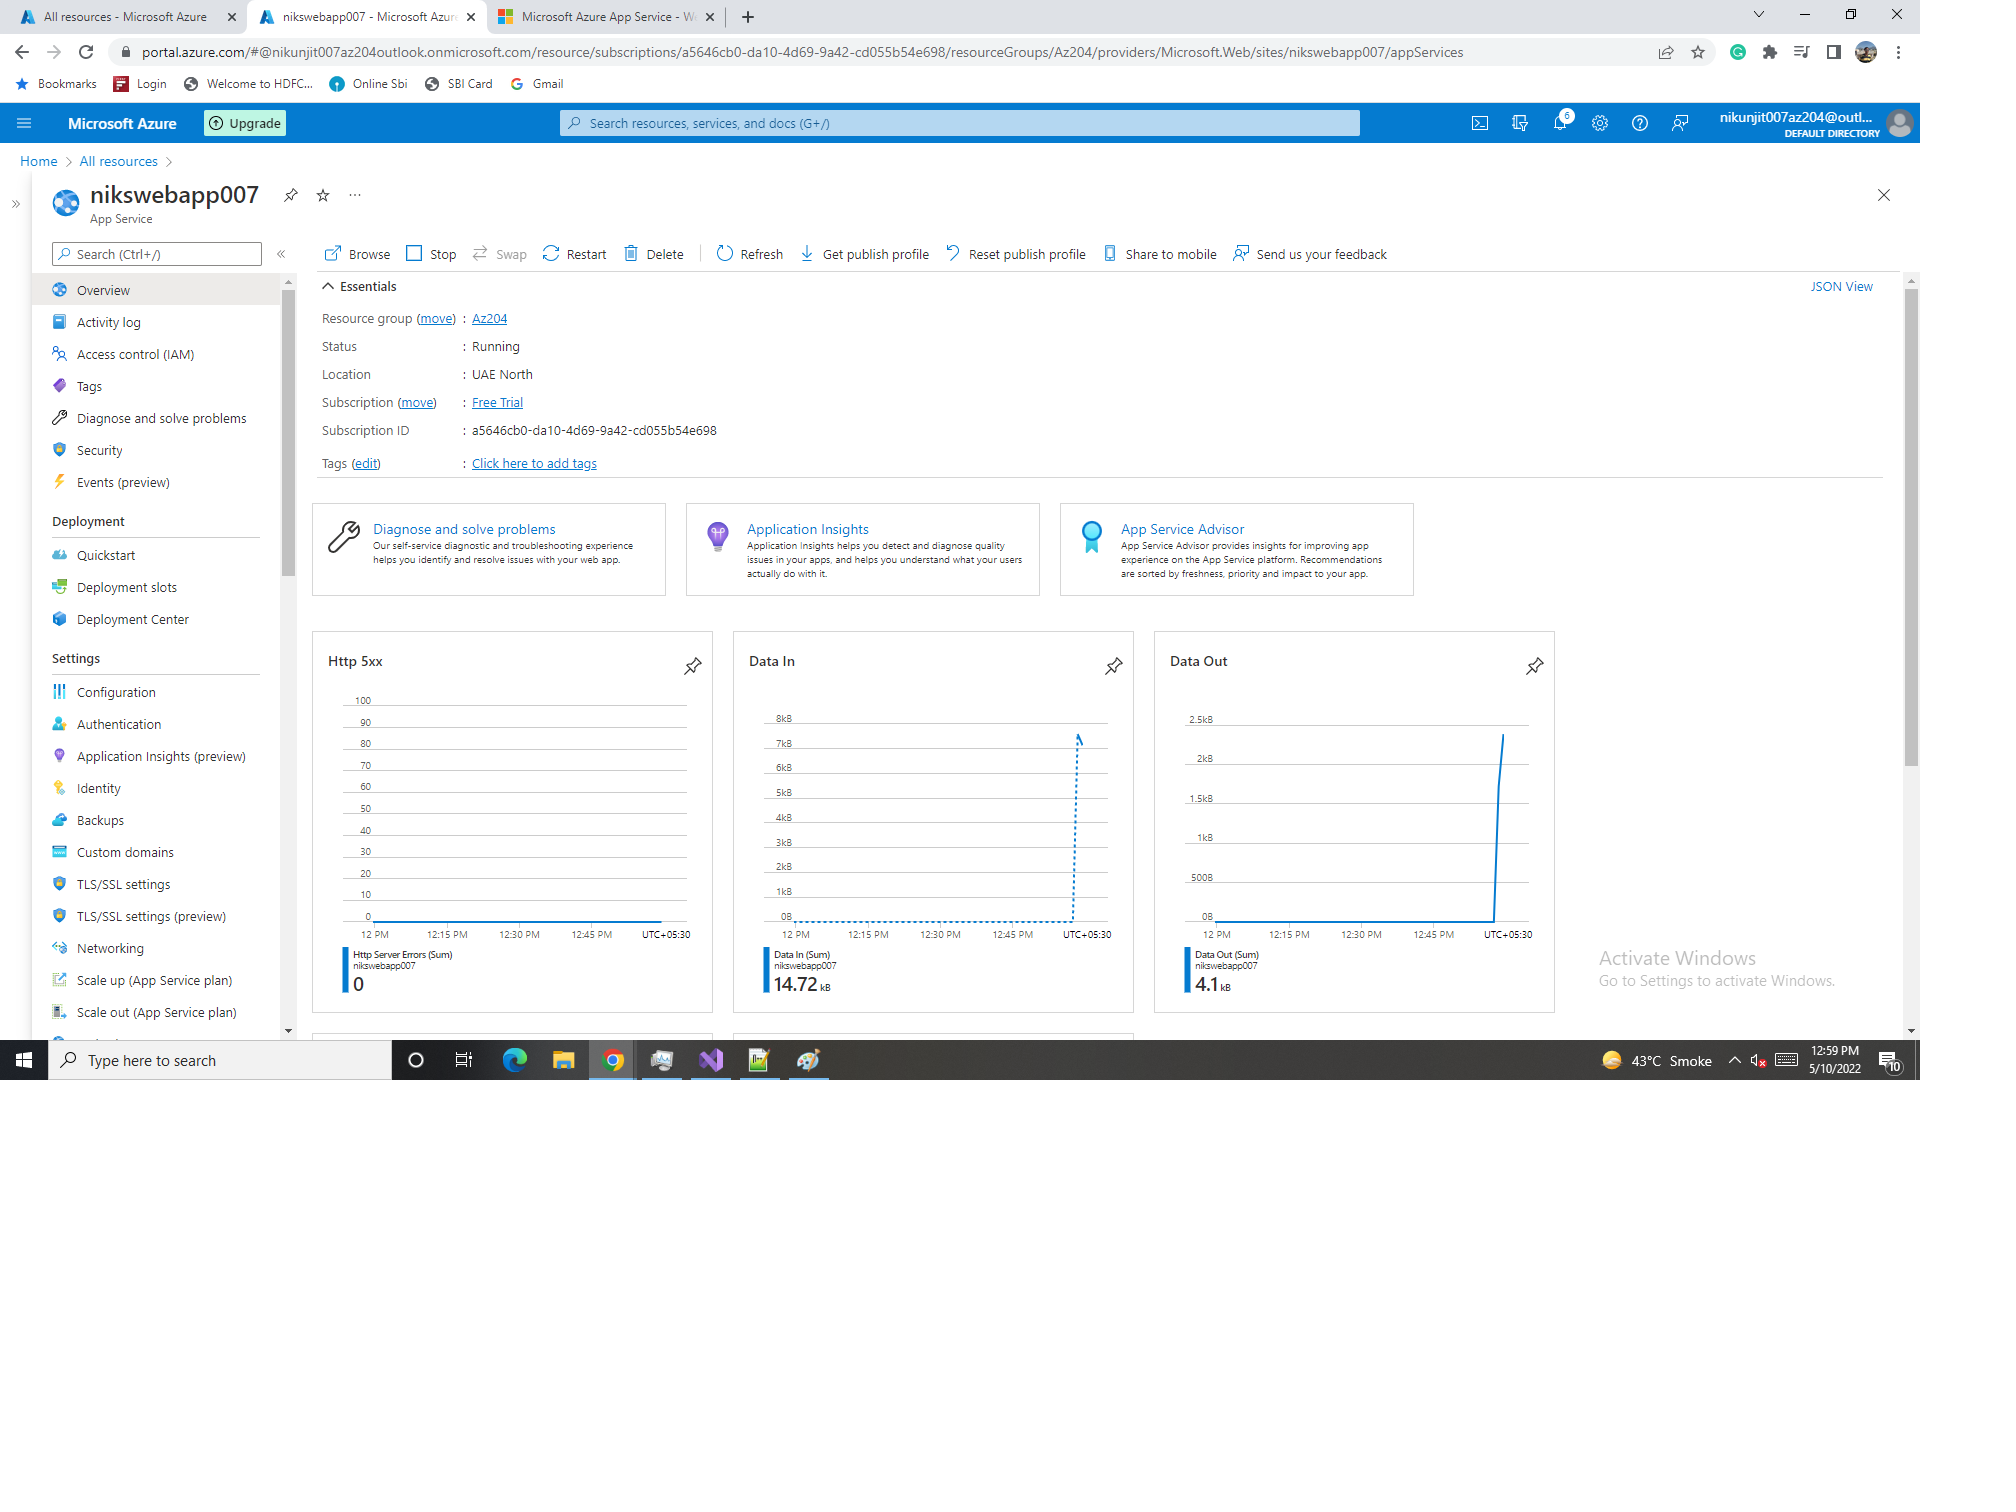 All resources - Microsoft Azure
nikswebapp007 - Microsoft Azure
Microsoft Azure App Service - W
portal.azure.com/#@nikunjit007az204outlook.onmicrosoft.com/resource/subscriptions/a5646cb0-da10-4d69-9a42-cd055b54e698/resourceGroups/Az204/providers/Microsoft.Web/sites/nikswebapp007/appServices
Bookmarks Login Welcome to HDFC... Online Sbi SBI Card Gmail
Microsoft Azure Upgrade Search resources, services, and docs (G+/) 6 nikunjit007az204@outl...
DEFAULT DIRECTORY
Home > All resources >
nikswebapp007 ...
App Service
Search (Ctrl+/)
Overview
Activity log
Access control (IAM)
Tags
Diagnose and solve problems
Security
Events (preview)
Deployment
Quickstart
Deployment slots
Deployment Center
Settings
Configuration
Authentication
Application Insights (preview)
Identity
Backups
Custom domains
TLS/SSL settings
TLS/SSL settings (preview)
Networking
Scale up (App Service plan)
Scale out (App Service plan)
Browse Stop Swap Restart Delete Refresh Get publish profile Reset publish profile Share to mobile Send us your feedback
Essentials JSON View
Resource group (move) : Az204
Status : Running
Location : UAE North
Subscription (move) : Free Trial
Subscription ID : a5646cb0-da10-4d69-9a42-cd055b54e698
Tags (edit) : Click here to add tags
Diagnose and solve problems
Our self-service diagnostic and troubleshooting experience
helps you identify and resolve issues with your web app.
Application Insights
Application Insights helps you detect and diagnose quality
issues in your apps, and helps you understand what your users
actually do with it.
App Service Advisor
App Service Advisor provides insights for improving app
experience on the App Service platform. Recommendations
are sorted by freshness, priority and impact to your app.
Http 5xx
100
90
80
70
60
50
40
30
20
10
0
12 PM 12:15 PM 12:30 PM 12:45 PM UTC+05:30
Http Server Errors (Sum)
nikswebapp007
0
Data In
8kB
7kB
6kB
5kB
4kB
3kB
2kB
1kB
0B
12 PM 12:15 PM 12:30 PM 12:45 PM UTC+05:30
Data In (Sum)
nikswebapp007
14.72 kB
Data Out
2.5kB
2kB
1.5kB
1kB
500B
0B
12 PM 12:15 PM 12:30 PM 12:45 PM UTC+05:30
Data Out (Sum)
nikswebapp007
4.1 kB
Activate Windows
Go to Settings to activate Windows.
Type here to search
43°C Smoke
12:59 PM
5/10/2022
10